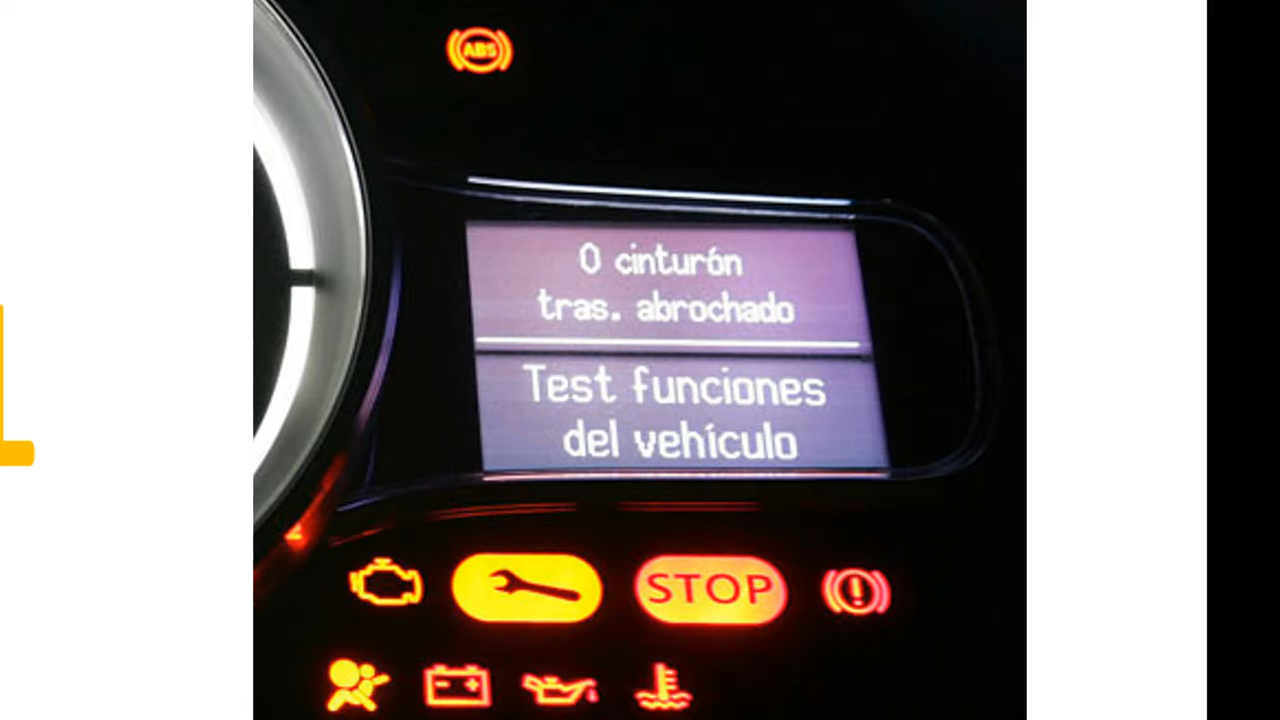 ABS
0 cinturón
tras. abrochado
Test funciones
del vehículo
STOP